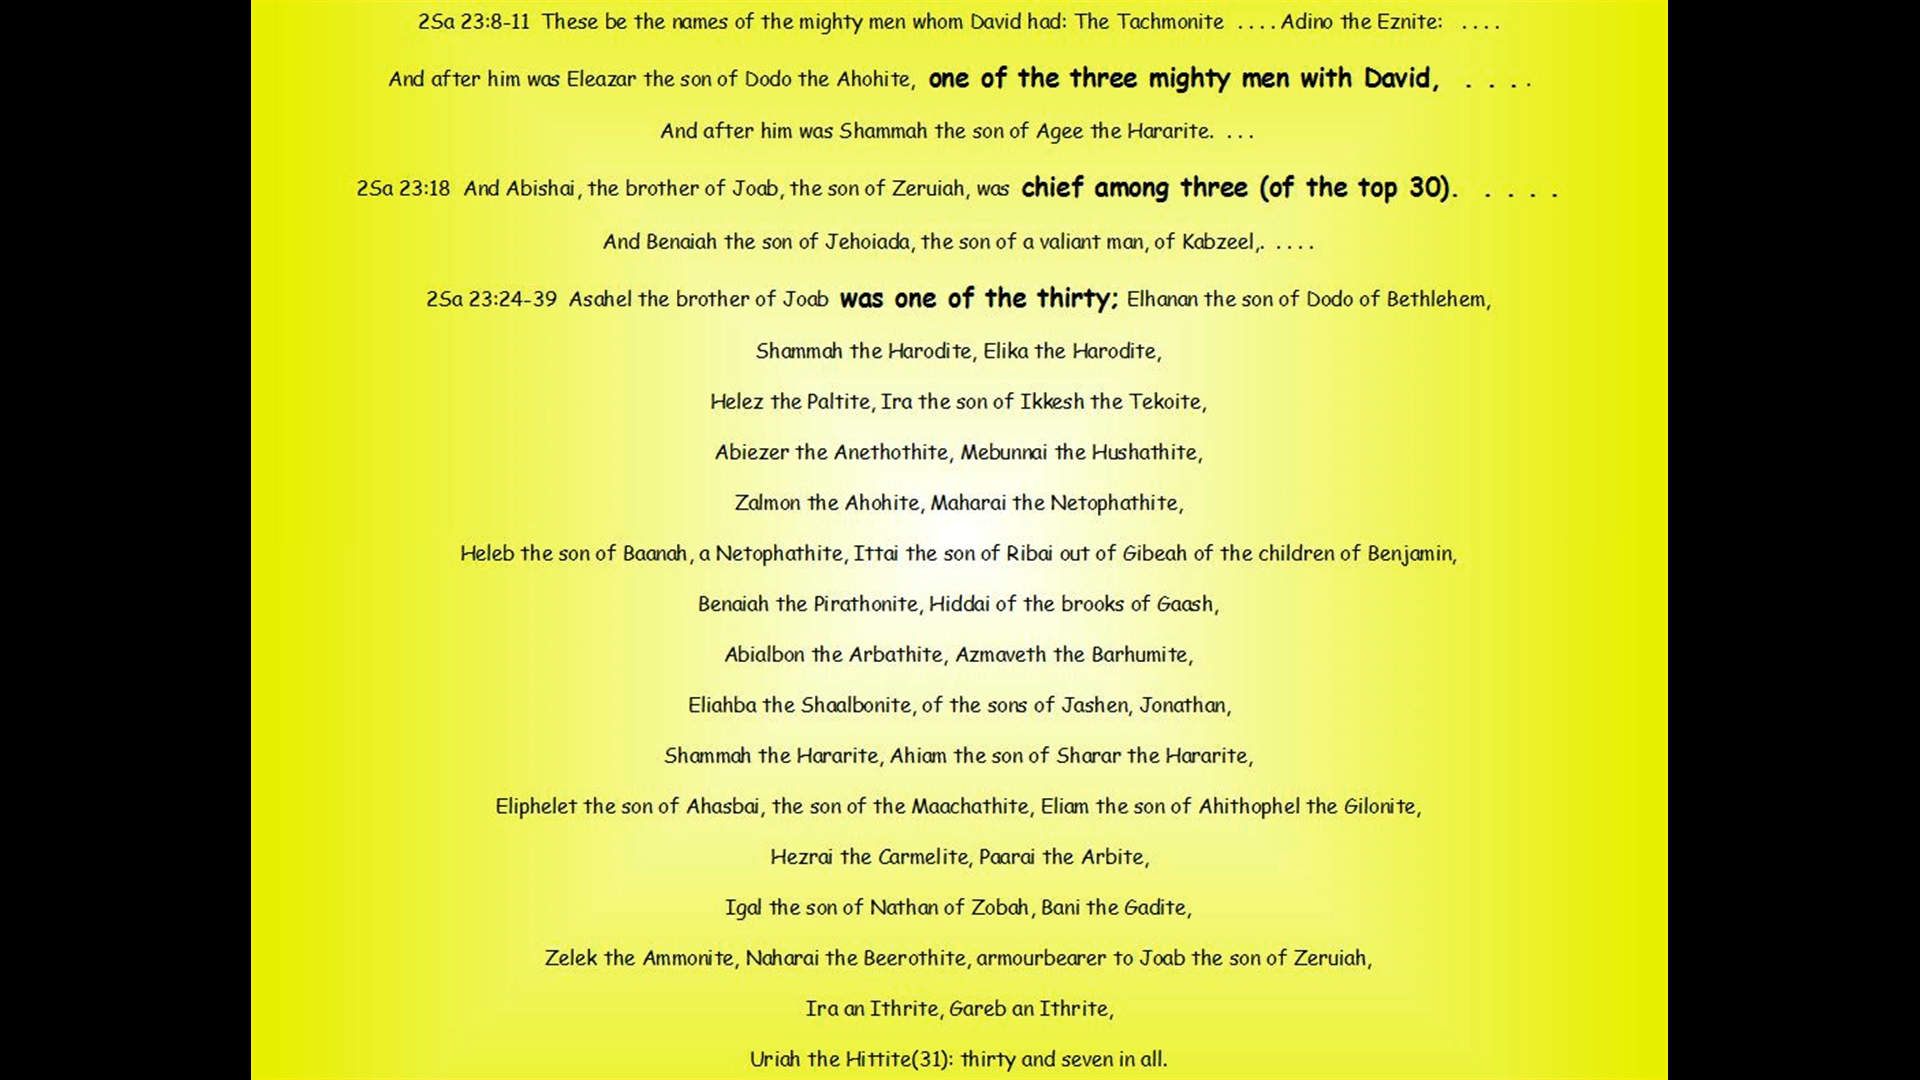 2Sa 23:8-11 These be the names of the mighty men whom David had: The Tachmonite . . . . Adino the Eznite: . . . .
And after him was Eleazar the son of Dodo the Ahohite, one of the three mighty men with David, . . . .
And after him was Shammah the son of Agee the Hararite. . . .
2Sa 23:18 And Abishai, the brother of Joab, the son of Zeruiah, was chief among three (of the top 30). . . . .
And Benaiah the son of Jehoiada, the son of a valiant man, of Kabzeel,. . . . .
2Sa 23:24-39 Asahel the brother of Joab was one of the thirty; Elhanan the son of Dodo of Bethlehem,
Shammah the Harodite, Elika the Harodite,
Helez the Paltite, Ira the son of Ikkesh the Tekoite,
Abiezer the Anethothite, Mebunnai the Hushathite,
Zalmon the Ahohite, Maharai the Netophathite,
Heleb the son of Baanah, a Netophathite, Ittai the son of Ribai out of Gibeah of the children of Benjamin,
Benaiah the Pirathonite, Hiddai of the brooks of Gaash,
Abialbon the Arbathite, Azmaveth the Barhumite,
Eliahba the Shaalbonite, of the sons of Jashen, Jonathan,
Shammah the Hararite, Ahiam the son of Sharar the Hararite,
Eliphelet the son of Ahasbai, the son of the Maachathite, Eliam the son of Ahithophel the Gilonite,
Hezrai the Carmelite, Paarai the Arbite,
Igal the son of Nathan of Zobah, Bani the Gadite,
Zelek the Ammonite, Naharai the Beerothite, armourbearer to Joab the son of Zeruiah,
Ira an Ithrite, Gareb an Ithrite,
Uriah the Hittite(31): thirty and seven in all.